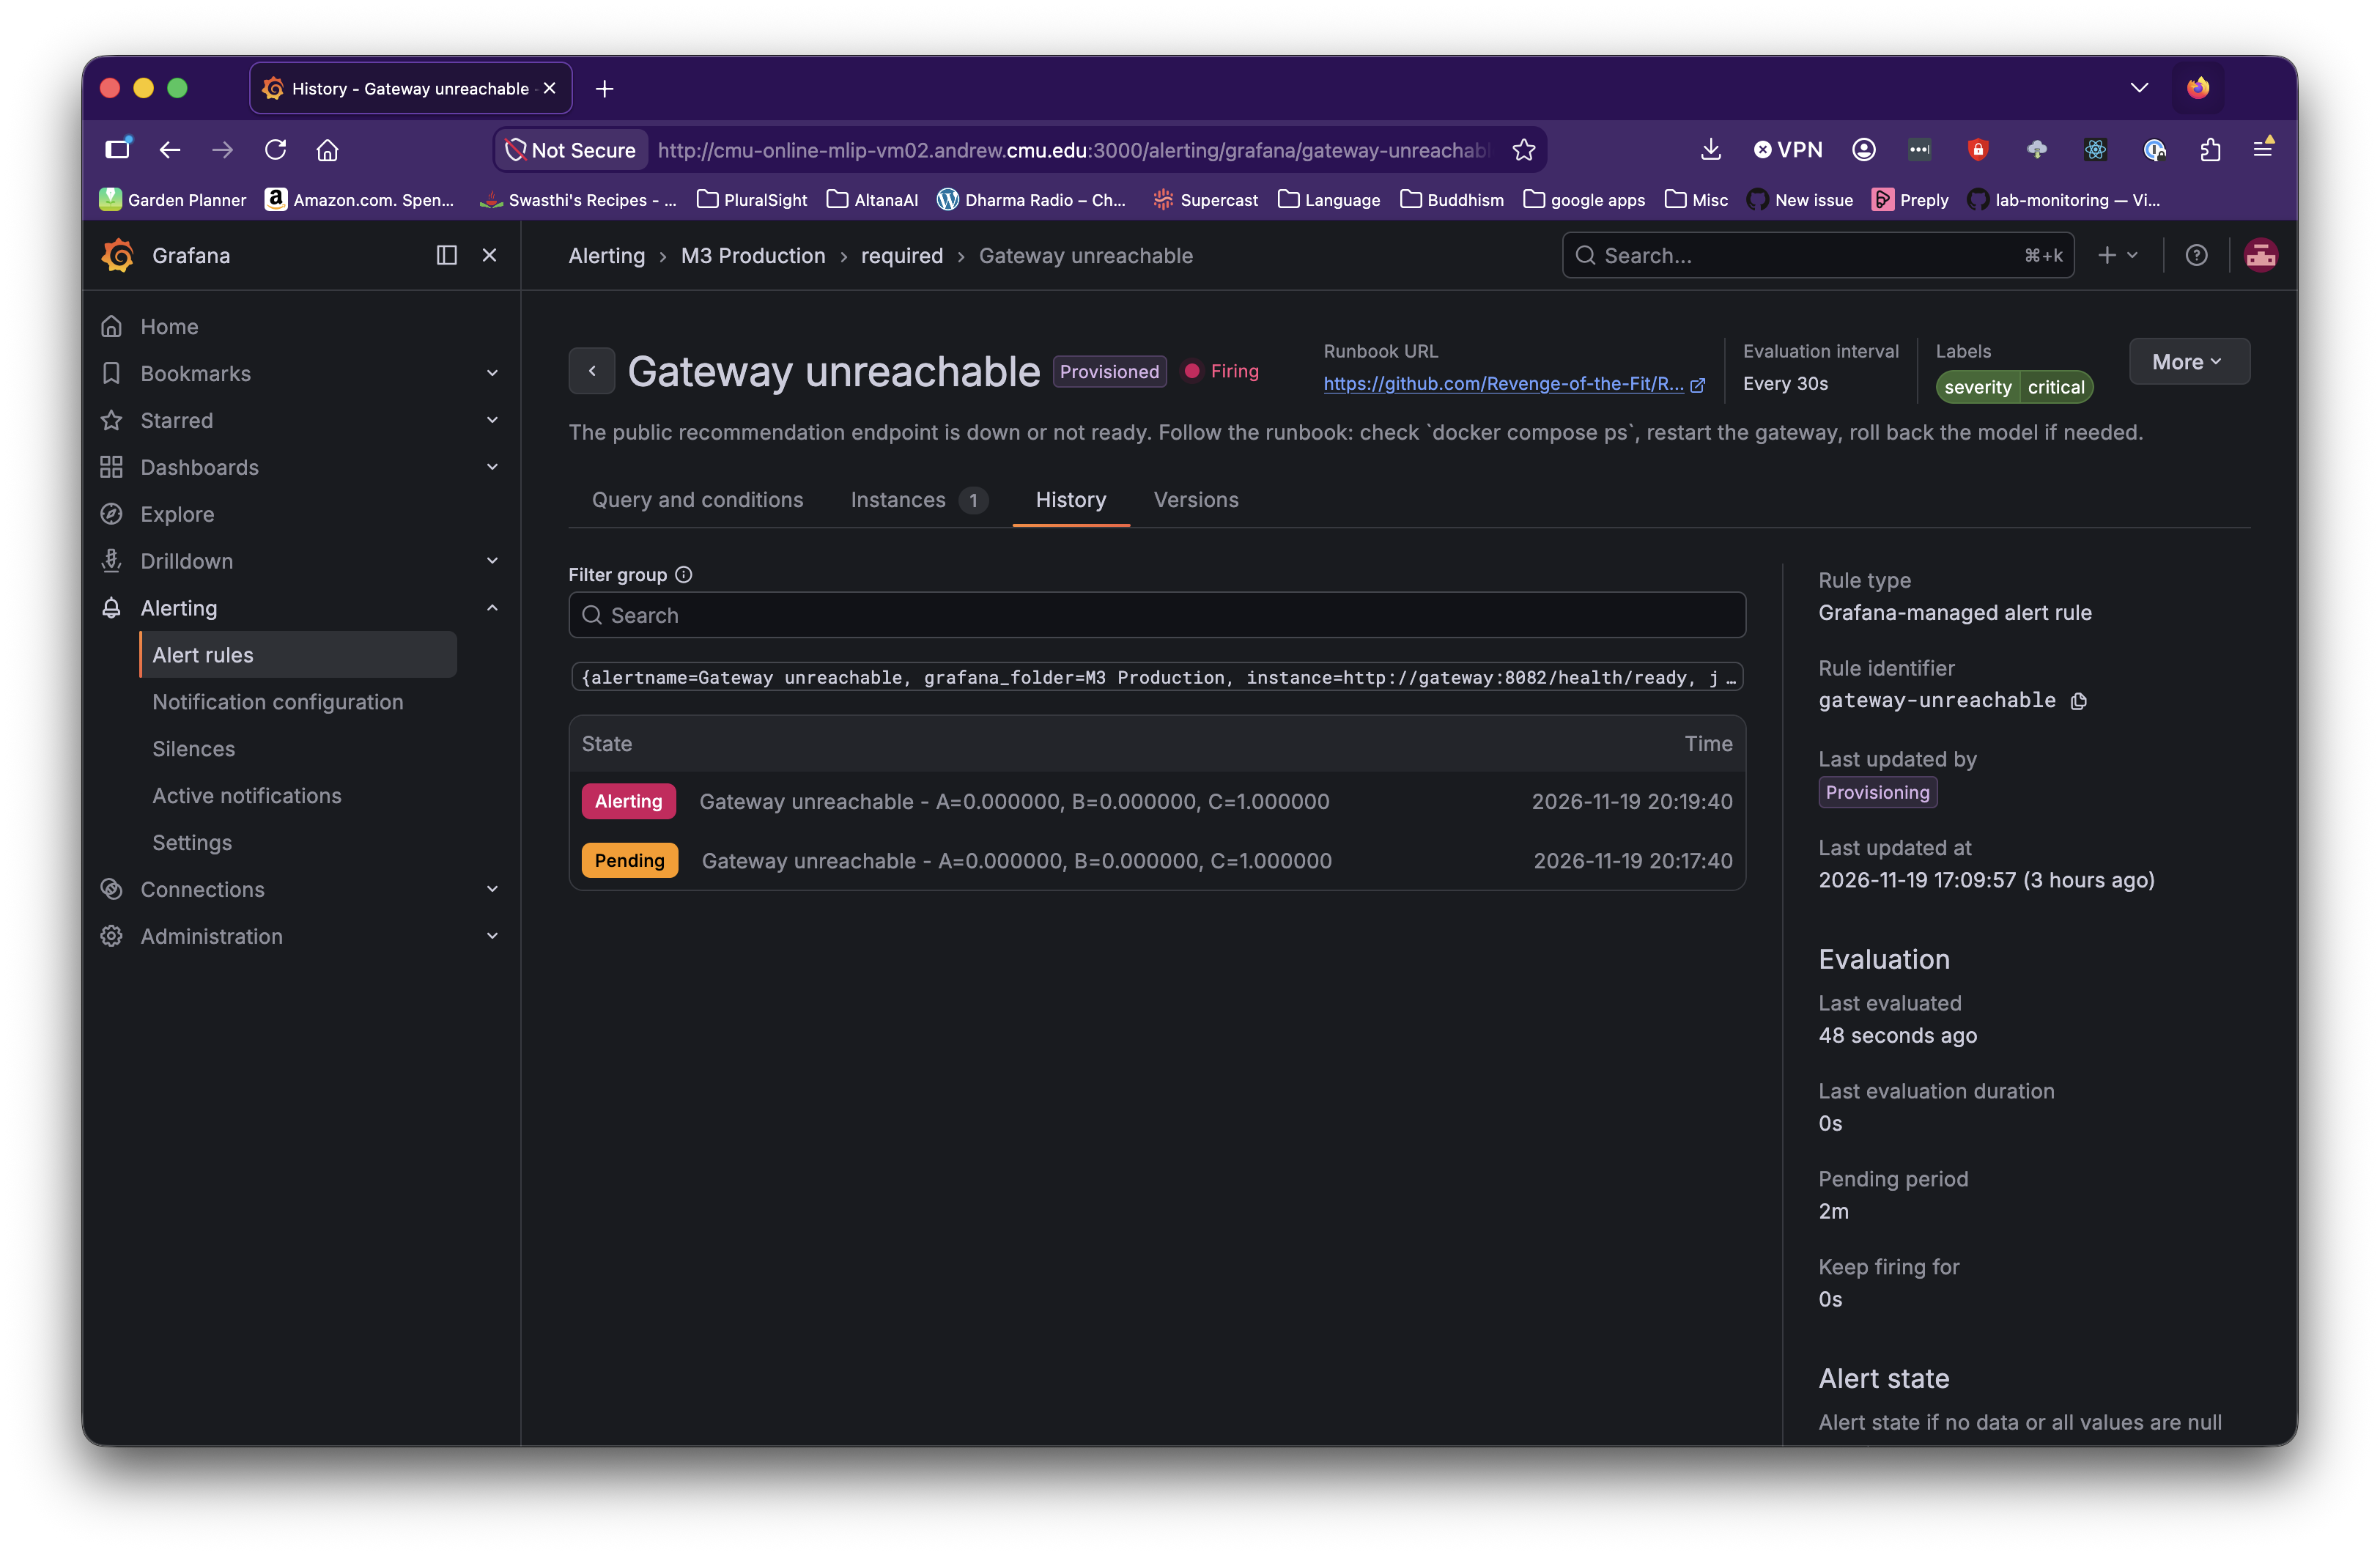 History - Gateway unreachable -
Not Secure http://cmu-online-mlip-vm02.andrew.cmu.edu:3000/alerting/grafana/gateway-unreachabl
VPN
Garden Planner Amazon.com. Spen... Swasthi's Recipes - ... PluralSight AltanaAI Dharma Radio – Ch... Supercast Language Buddhism google apps Misc New issue Preply lab-monitoring — Vi...
Grafana
Alerting › M3 Production › required › Gateway unreachable
Search... ⌘+k
Home
Bookmarks
Starred
Dashboards
Explore
Drilldown
Alerting
Alert rules
Notification configuration
Silences
Active notifications
Settings
Connections
Administration
Gateway unreachable Provisioned Firing
Runbook URL
https://github.com/Revenge-of-the-Fit/R...
Evaluation interval
Every 30s
Labels
severity critical
More
The public recommendation endpoint is down or not ready. Follow the runbook: check `docker compose ps`, restart the gateway, roll back the model if needed.
Query and conditions Instances 1 History Versions
Filter group
Search
{alertname=Gateway unreachable, grafana_folder=M3 Production, instance=http://gateway:8082/health/ready, j …
State Time
Alerting Gateway unreachable - A=0.000000, B=0.000000, C=1.000000 2026-11-19 20:19:40
Pending Gateway unreachable - A=0.000000, B=0.000000, C=1.000000 2026-11-19 20:17:40
Rule type
Grafana-managed alert rule
Rule identifier
gateway-unreachable
Last updated by
Provisioning
Last updated at
2026-11-19 17:09:57 (3 hours ago)
Evaluation
Last evaluated
48 seconds ago
Last evaluation duration
0s
Pending period
2m
Keep firing for
0s
Alert state
Alert state if no data or all values are null